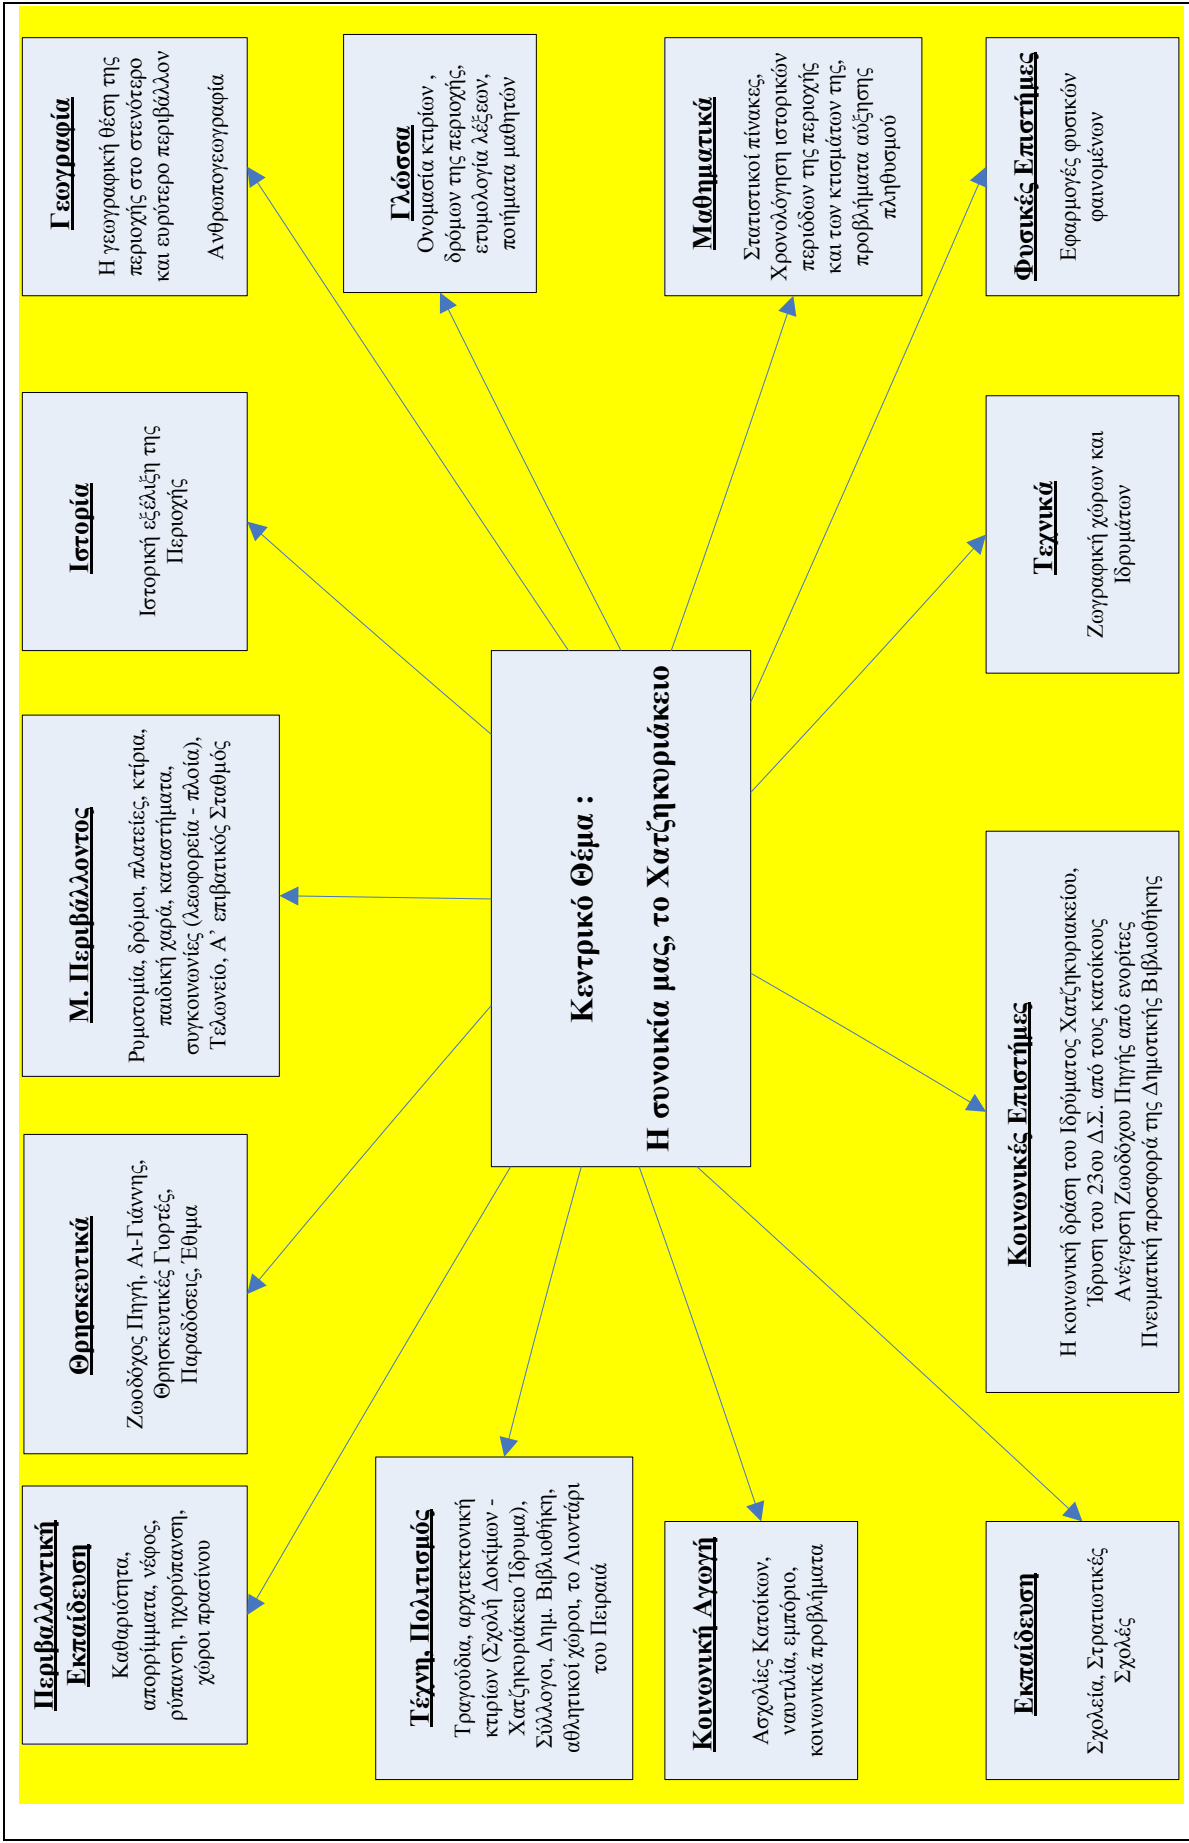 Περιβαλλοντική
Εκπαίδευση
Καθαριότητα,
απορρίμματα, νέφος,
ρύπανση, ηχορύπανση,
χώροι πρασίνου
Θρησκευτικά
Ζωοδόχος Πηγή, Αι-Γιάννης,
Θρησκευτικές Γιορτές,
Παραδόσεις, Έθιμα
Μ. Περιβάλλοντος
Ρυμοτομία, δρόμοι, πλατείες, κτίρια,
παιδική χαρά, καταστήματα,
συγκοινωνίες (λεωφορεία - πλοία),
Τελωνείο, Α’ επιβατικός Σταθμός
Ιστορία
Ιστορική εξέλιξη της
Περιοχής
Γεωγραφία
Η γεωγραφική θέση της
περιοχής στο στενότερο
και ευρύτερο περιβάλλον
Ανθρωπογεωγραφία
Τέχνη, Πολιτισμός
Τραγούδια, αρχιτεκτονική
κτιρίων (Σχολή Δοκίμων -
Χατζηκυριάκειο Ίδρυμα),
Σύλλογοι, Δημ. Βιβλιοθήκη,
αθλητικοί χώροι, το Λιοντάρι
του Πειραιά
Γλώσσα
Ονομασία κτιρίων ,
δρόμων της περιοχής,
ετυμολογία λέξεων,
ποιήματα μαθητών
Κεντρικό Θέμα :
Η συνοικία μας, το Χατζηκυριάκειο
Κοινωνική Αγωγή
Ασχολίες Κατοίκων,
ναυτιλία, εμπόριο,
κοινωνικά προβλήματα
Μαθηματικά
Στατιστικοί πίνακες,
Χρονολόγηση ιστορικών
περιόδων της περιοχής
και των κτισμάτων της,
προβλήματα αύξησης
πληθυσμού
Εκπαίδευση
Σχολεία, Στρατιωτικές
Σχολές
Κοινονικές Επιστήμες
Η κοινωνική δράση του Ιδρύματος Χατζηκυριακείου,
Ίδρυση του 23ου Δ.Σ. από τους κατοίκους
Ανέγερση Ζωοδόχου Πηγής από ενορίτες
Πνευματική προσφορά της Δημοτικής Βιβλιοθήκης
Τεχνικά
Ζωγραφική χώρων και
Ιδρυμάτων
Φυσικές Επιστήμες
Εφαρμογές φυσικών
φαινομένων